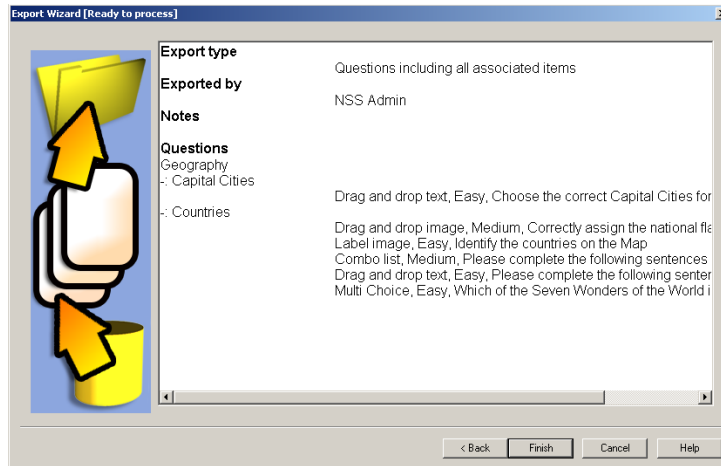 Export Wizard [Ready to process]
Export type
Questions including all associated items
Exported by
NSS Admin
Notes
Questions
Geography
-: Capital Cities
Drag and drop text, Easy, Choose the correct Capital Cities for
-: Countries
Drag and drop image, Medium, Correctly assign the national fla
Label image, Easy, Identify the countries on the Map
Combo list, Medium, Please complete the following sentences
Drag and drop text, Easy, Please complete the following senter
Multi Choice, Easy, Which of the Seven Wonders of the World i
< Back Finish Cancel Help